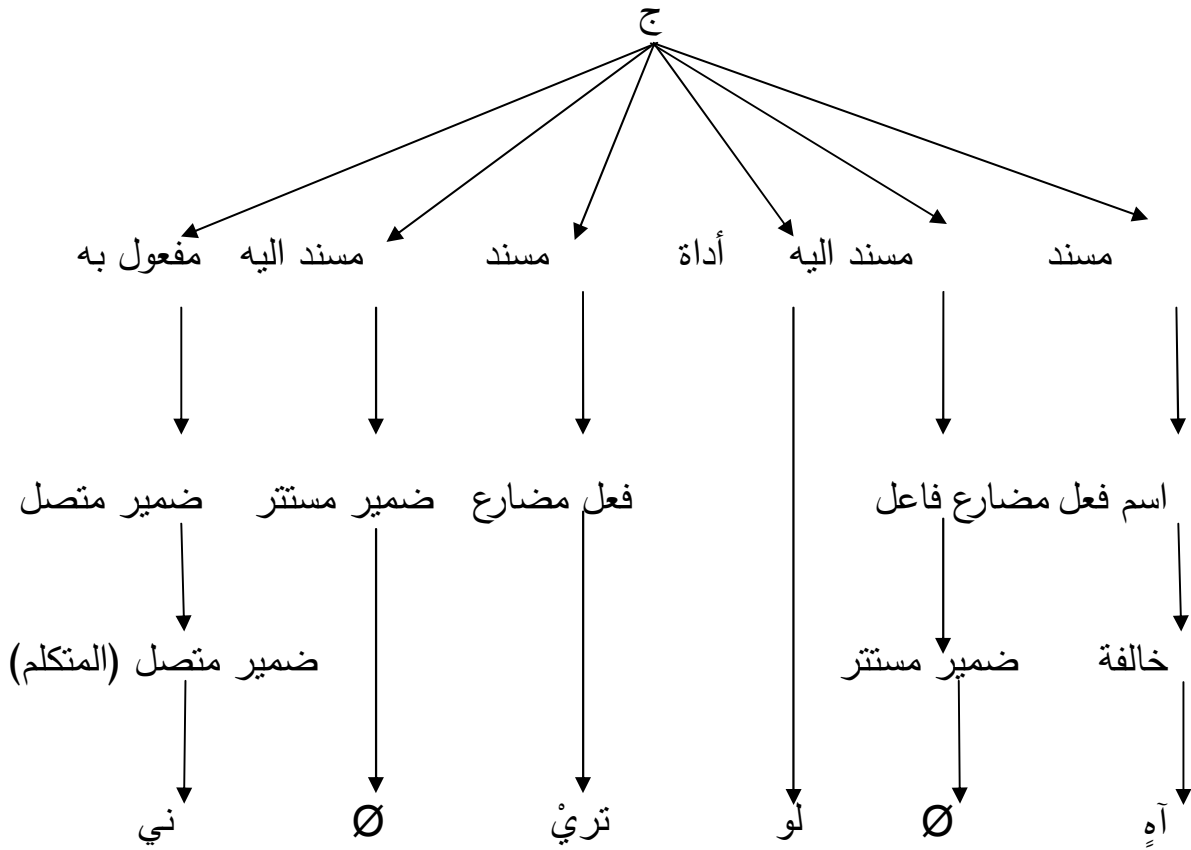 ج
مسند مسند اليه أداة مسند مسند اليه مفعول به
اسم فعل مضارع فاعل فعل مضارع ضمير مستتر ضمير متصل
خالفة ضمير مستتر ضمير متصل (المتكلم)
آهٍ Ø لو تريْ Ø ني